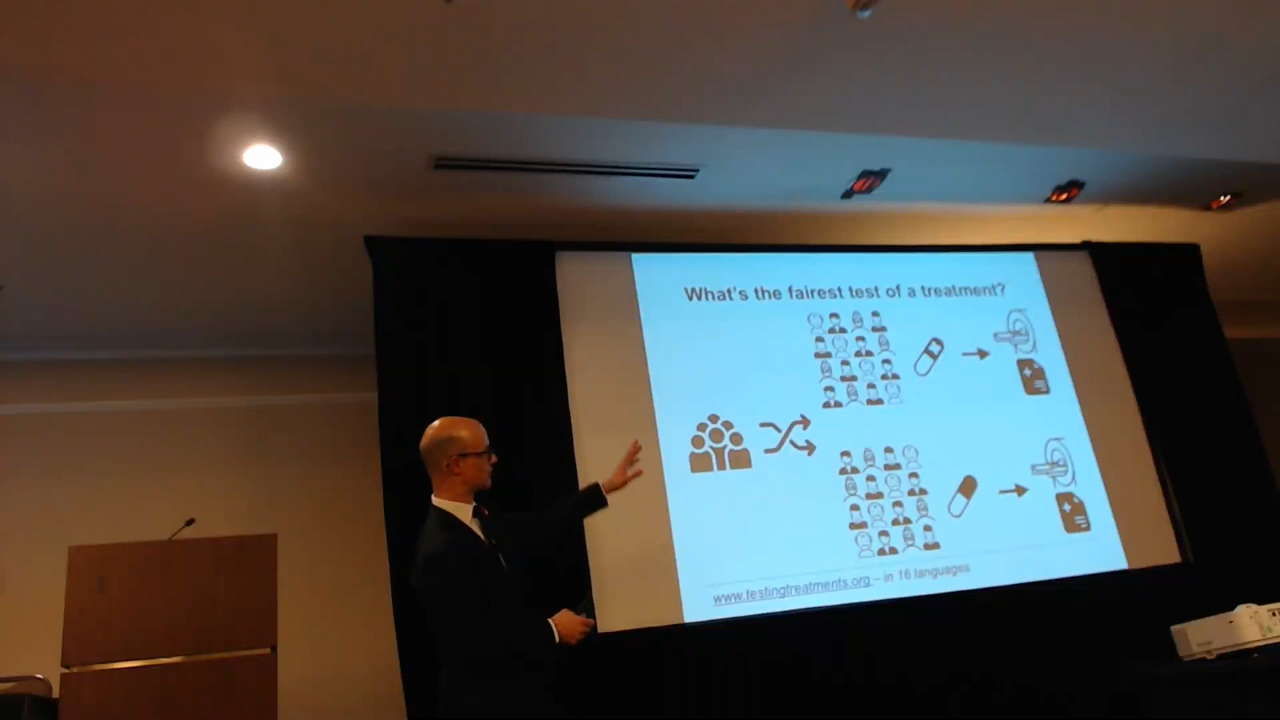 What's the fairest test of a treatment?
www.testingtreatments.org – in 16 languages